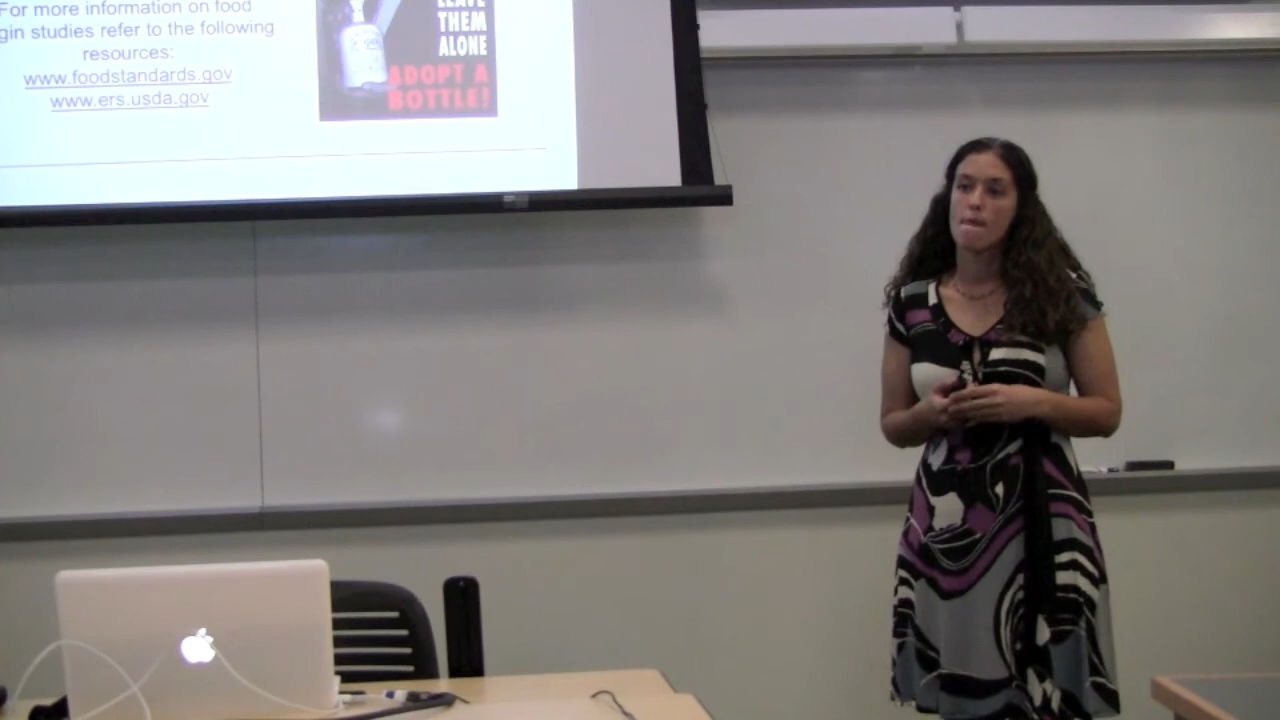 For more information on food
gin studies refer to the following
resources:
www.foodstandards.gov
www.ers.usda.gov
LEAVE
THEM
ALONE
ADOPT A
BOTTLE!